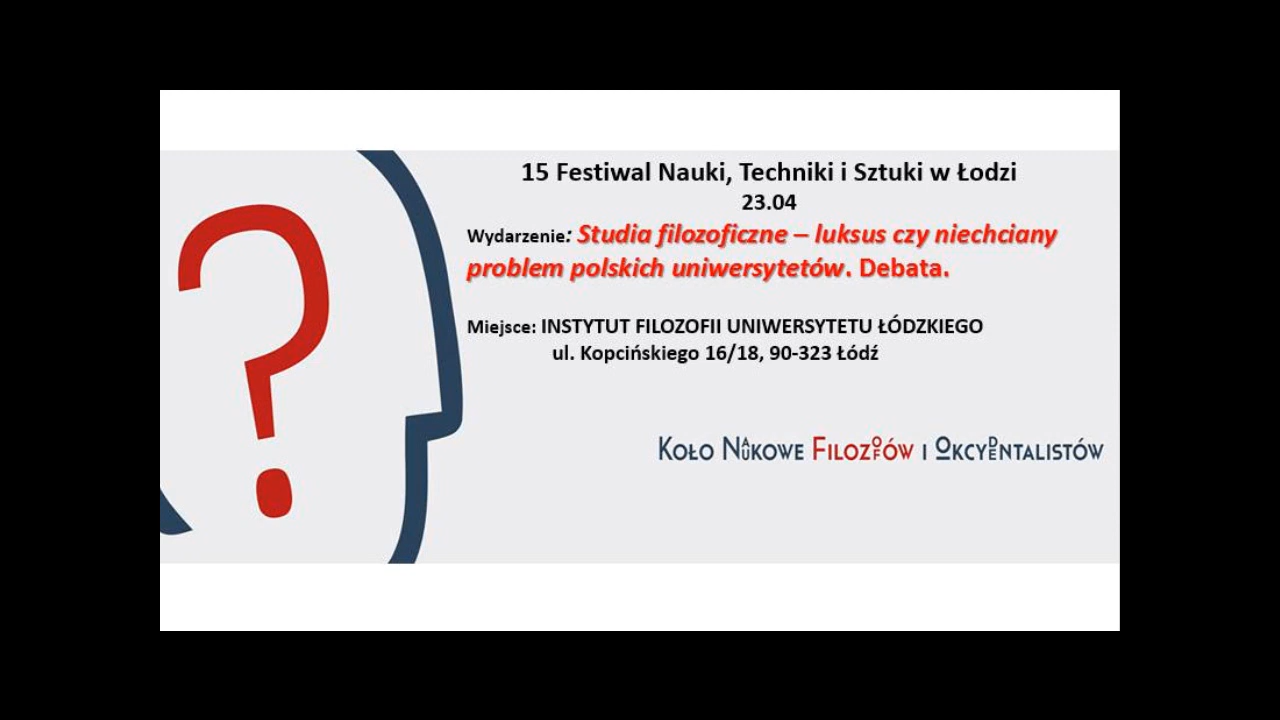 15 Festiwal Nauki, Techniki i Sztuki w Łodzi
23.04
Wydarzenie: Studia filozoficzne – luksus czy niechciany
problem polskich uniwersytetów. Debata.
Miejsce: INSTYTUT FILOZOFII UNIWERSYTETU ŁÓDZKIEGO
ul. Kopcińskiego 16/18, 90-323 Łódź
KOŁO NAUKOWE FILOZOFÓW I OKCYDENTALISTÓW